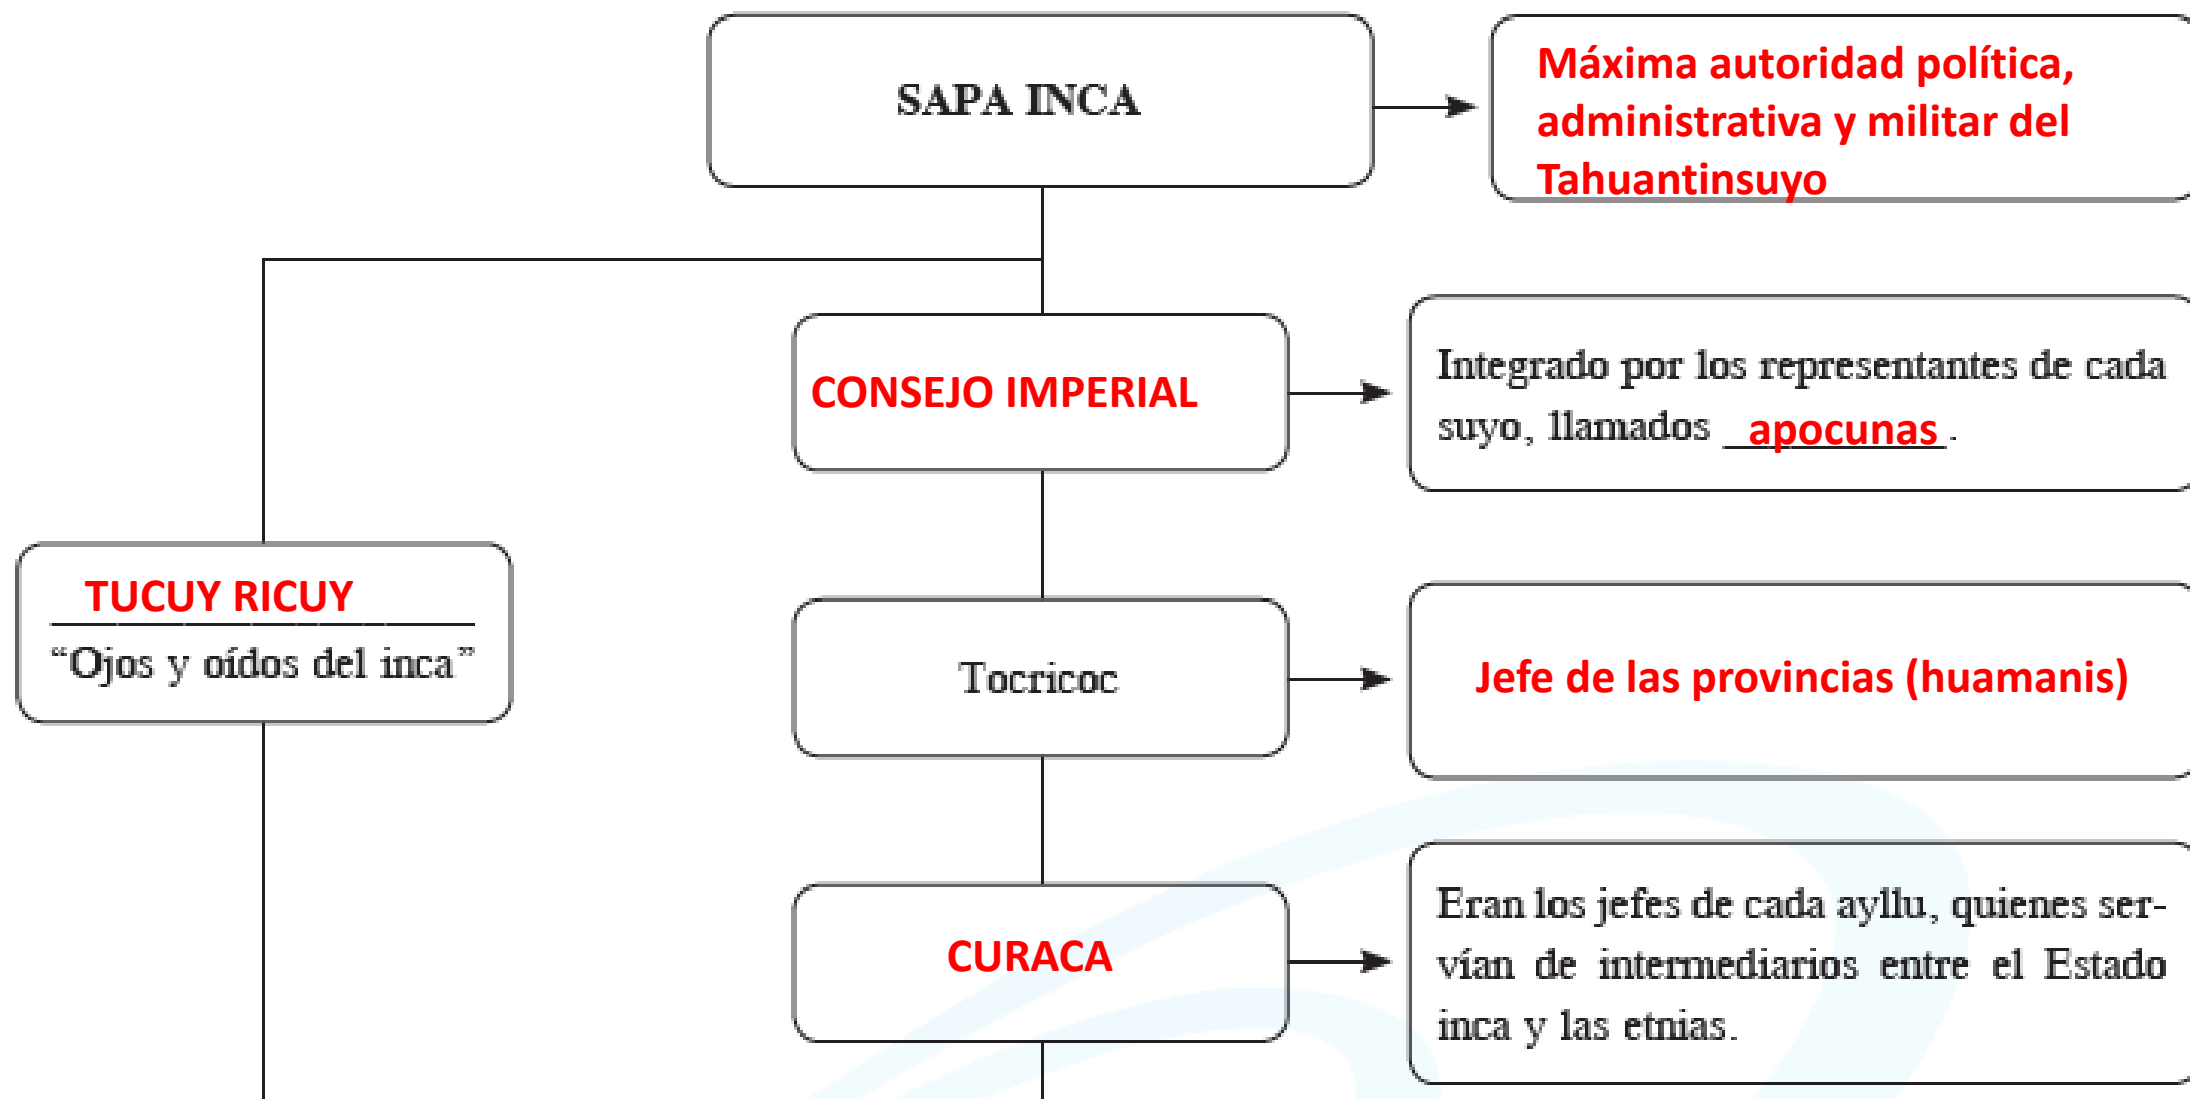 SAPA INCA
Máxima autoridad política,
administrativa y militar del
Tahuantinsuyo
CONSEJO IMPERIAL
Integrado por los representantes de cada
suyo, llamados apocunas.
TUCUY RICUY
“Ojos y oídos del inca”
Tocricoc
Jefe de las provincias (huamanis)
CURACA
Eran los jefes de cada ayllu, quienes ser-
vían de intermediarios entre el Estado
inca y las etnias.